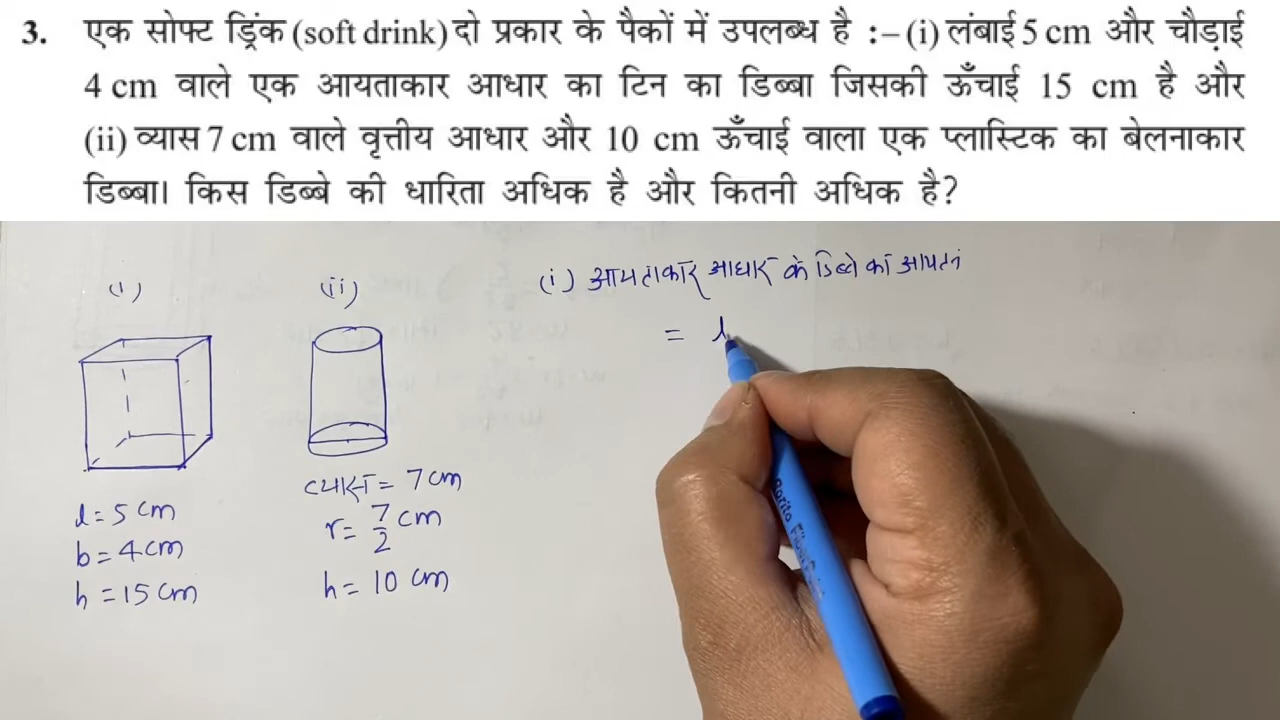 3. एक सोफ्ट ड्रिंक (soft drink) दो प्रकार के पैकों में उपलब्ध है :– (i) लंबाई 5 cm और चौड़ाई
4 cm वाले एक आयताकार आधार का टिन का डिब्बा जिसकी ऊँचाई 15 cm है और
(ii) व्यास 7 cm वाले वृत्तीय आधार और 10 cm ऊँचाई वाला एक प्लास्टिक का बेलनाकार
डिब्बा। किस डिब्बे की धारिता अधिक है और कितनी अधिक है?
(i)
l = 5 cm
b = 4 cm
h = 15 cm
(ii)
व्यास = 7 cm
r = 7/2 cm
h = 10 cm
(i) आयताकार आधार के डिब्बे का आयतन
= l